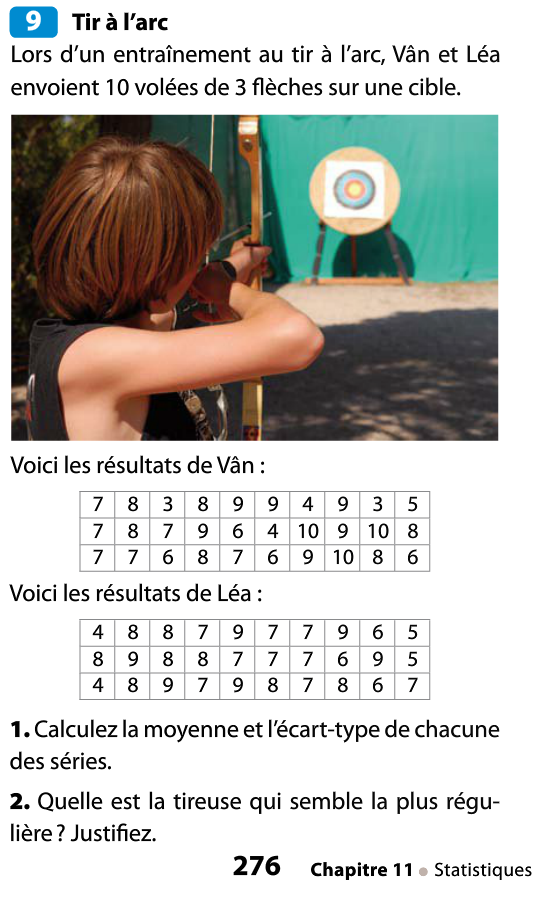 9 Tir à l'arc
Lors d'un entraînement au tir à l'arc, Vân et Léa
envoient 10 volées de 3 flèches sur une cible.
Voici les résultats de Vân :
7 8 3 8 9 9 4 9 3 5
7 8 7 9 6 4 10 9 10 8
7 7 6 8 7 6 9 10 8 6
Voici les résultats de Léa :
4 8 8 7 9 7 7 9 6 5
8 9 8 8 7 7 7 6 9 5
4 8 9 7 9 8 7 8 6 7
1. Calculez la moyenne et l'écart-type de chacune
des séries.
2. Quelle est la tireuse qui semble la plus régu-
lière ? Justifiez.
276 Chapitre 11 • Statistiques